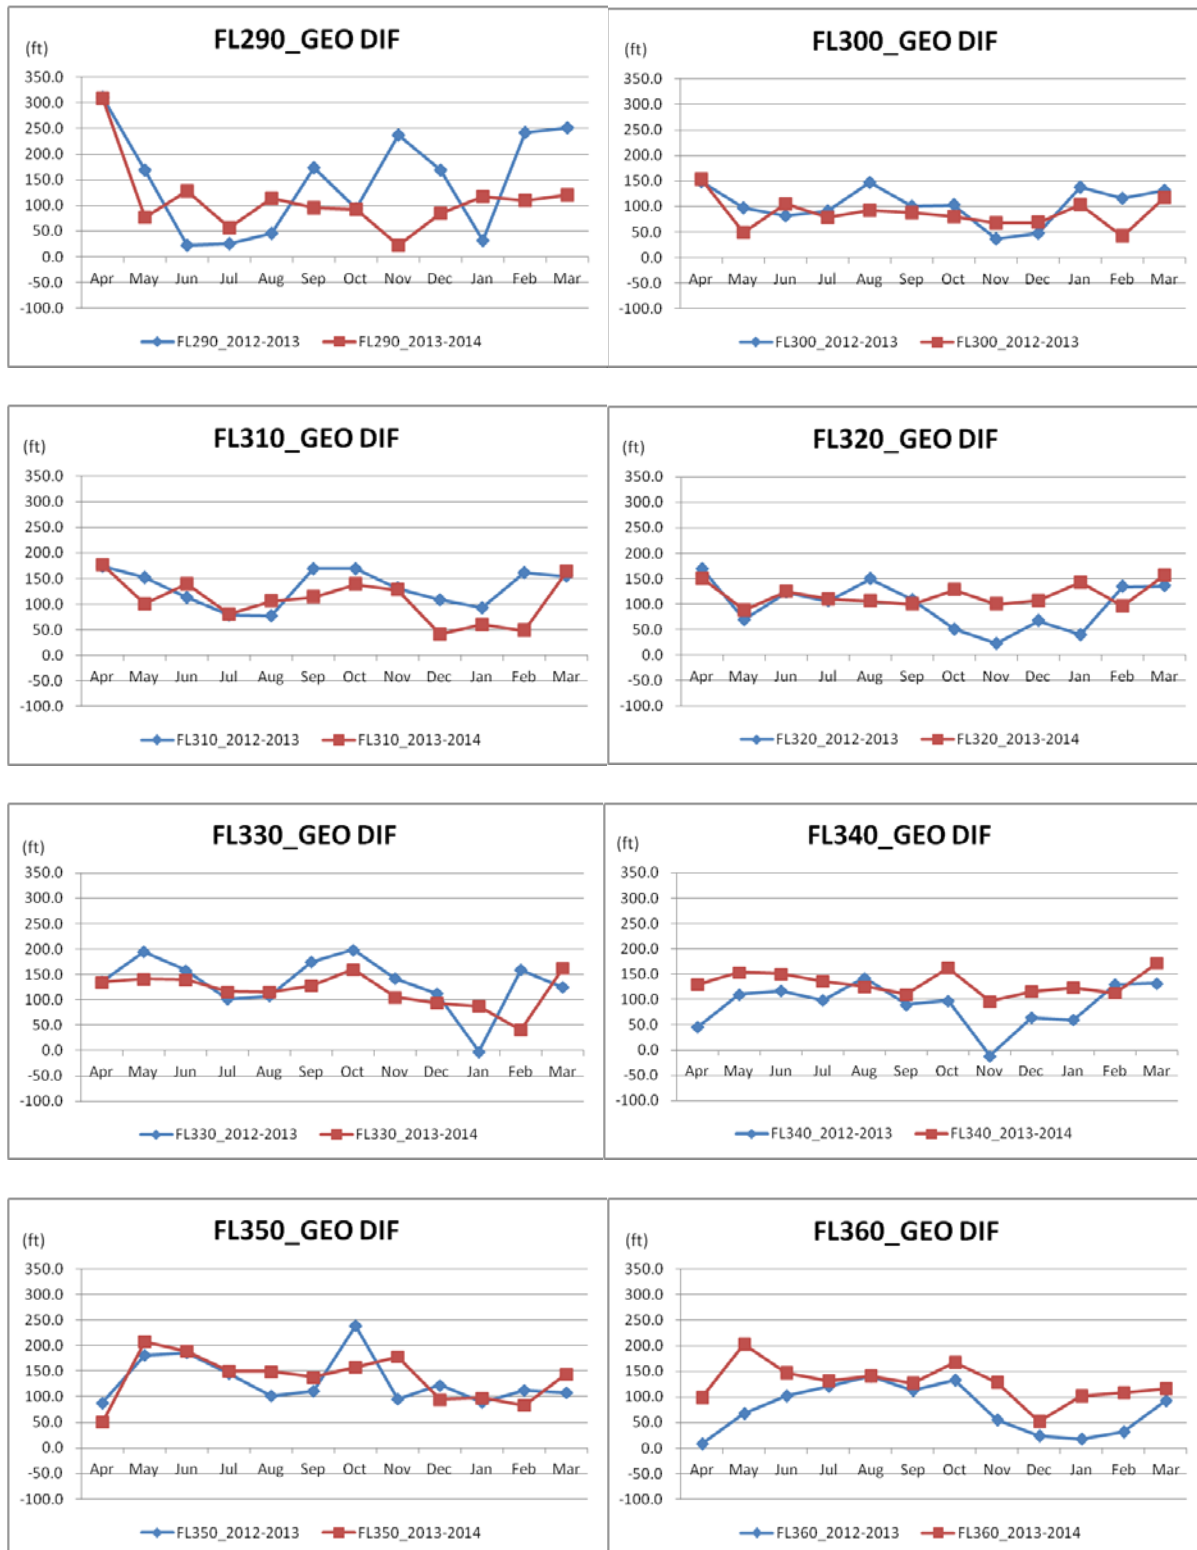 FL290_GEO DIF
(ft)
350.0
300.0
250.0
200.0
150.0
100.0
50.0
0.0
-50.0
-100.0
Apr May Jun Jul Aug Sep Oct Nov Dec Jan Feb Mar
FL290_2012-2013 FL290_2013-2014
FL300_GEO DIF
(ft)
350.0
300.0
250.0
200.0
150.0
100.0
50.0
0.0
-50.0
-100.0
Apr May Jun Jul Aug Sep Oct Nov Dec Jan Feb Mar
FL300_2012-2013 FL300_2012-2013
FL310_GEO DIF
(ft)
350.0
300.0
250.0
200.0
150.0
100.0
50.0
0.0
-50.0
-100.0
Apr May Jun Jul Aug Sep Oct Nov Dec Jan Feb Mar
FL310_2012-2013 FL310_2013-2014
FL320_GEO DIF
(ft)
350.0
300.0
250.0
200.0
150.0
100.0
50.0
0.0
-50.0
-100.0
Apr May Jun Jul Aug Sep Oct Nov Dec Jan Feb Mar
FL320_2012-2013 FL320_2013-2014
FL330_GEO DIF
(ft)
350.0
300.0
250.0
200.0
150.0
100.0
50.0
0.0
-50.0
-100.0
Apr May Jun Jul Aug Sep Oct Nov Dec Jan Feb Mar
FL330_2012-2013 FL330_2013-2014
FL340_GEO DIF
(ft)
350.0
300.0
250.0
200.0
150.0
100.0
50.0
0.0
-50.0
-100.0
Apr May Jun Jul Aug Sep Oct Nov Dec Jan Feb Mar
FL340_2012-2013 FL340_2013-2014
FL350_GEO DIF
(ft)
350.0
300.0
250.0
200.0
150.0
100.0
50.0
0.0
-50.0
-100.0
Apr May Jun Jul Aug Sep Oct Nov Dec Jan Feb Mar
FL350_2012-2013 FL350_2013-2014
FL360_GEO DIF
(ft)
350.0
300.0
250.0
200.0
150.0
100.0
50.0
0.0
-50.0
-100.0
Apr May Jun Jul Aug Sep Oct Nov Dec Jan Feb Mar
FL360_2012-2013 FL360_2013-2014